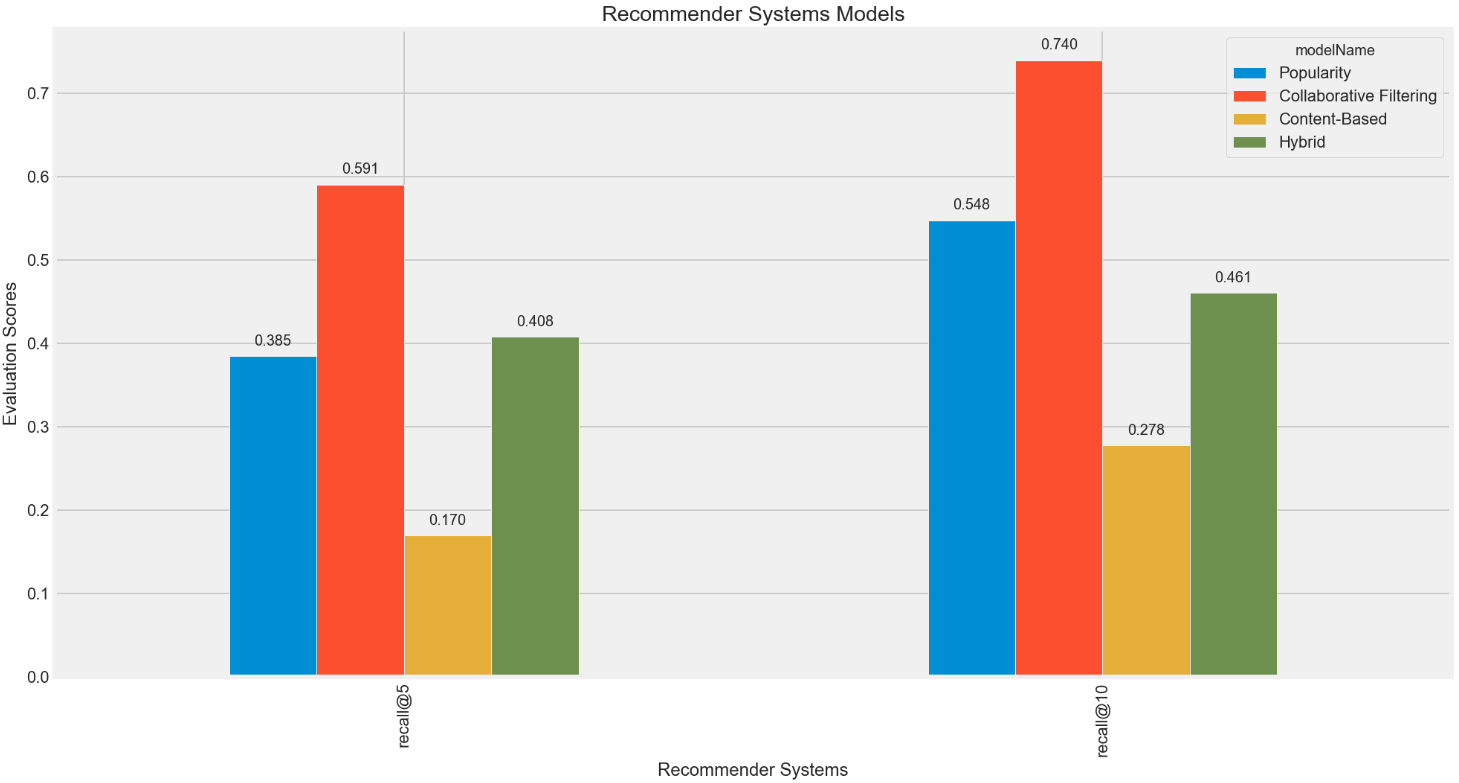 Recommender Systems Models
modelName
Popularity
Collaborative Filtering
Content-Based
Hybrid
Evaluation Scores
0.7
0.6
0.5
0.4
0.3
0.2
0.1
0.0
0.385
0.591
0.170
0.408
0.548
0.740
0.278
0.461
recall@5
recall@10
Recommender Systems